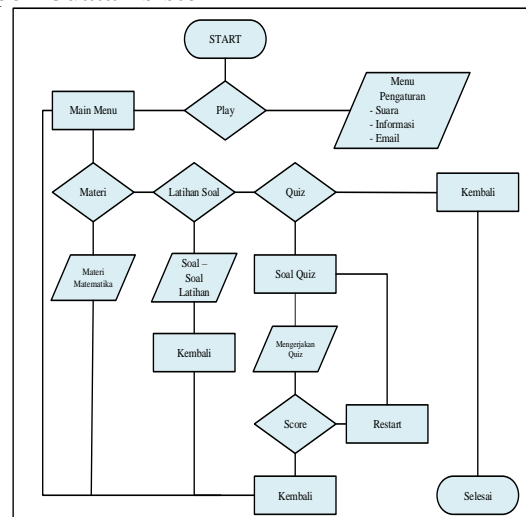 START
Main Menu
Play
Menu
Pengaturan
- Suara
- Informasi
- Email
Materi
Latihan Soal
Quiz
Kembali
Materi
Matematika
Soal –
Soal
Latihan
Soal Quiz
Kembali
Mengerjakan
Quiz
Score
Restart
Kembali
Selesai